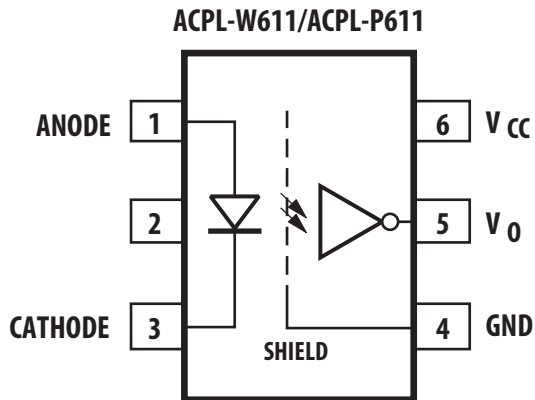 ACPL-W611/ACPL-P611
ANODE 1 6 V CC
2 5 V O
CATHODE 3 4 GND
SHIELD